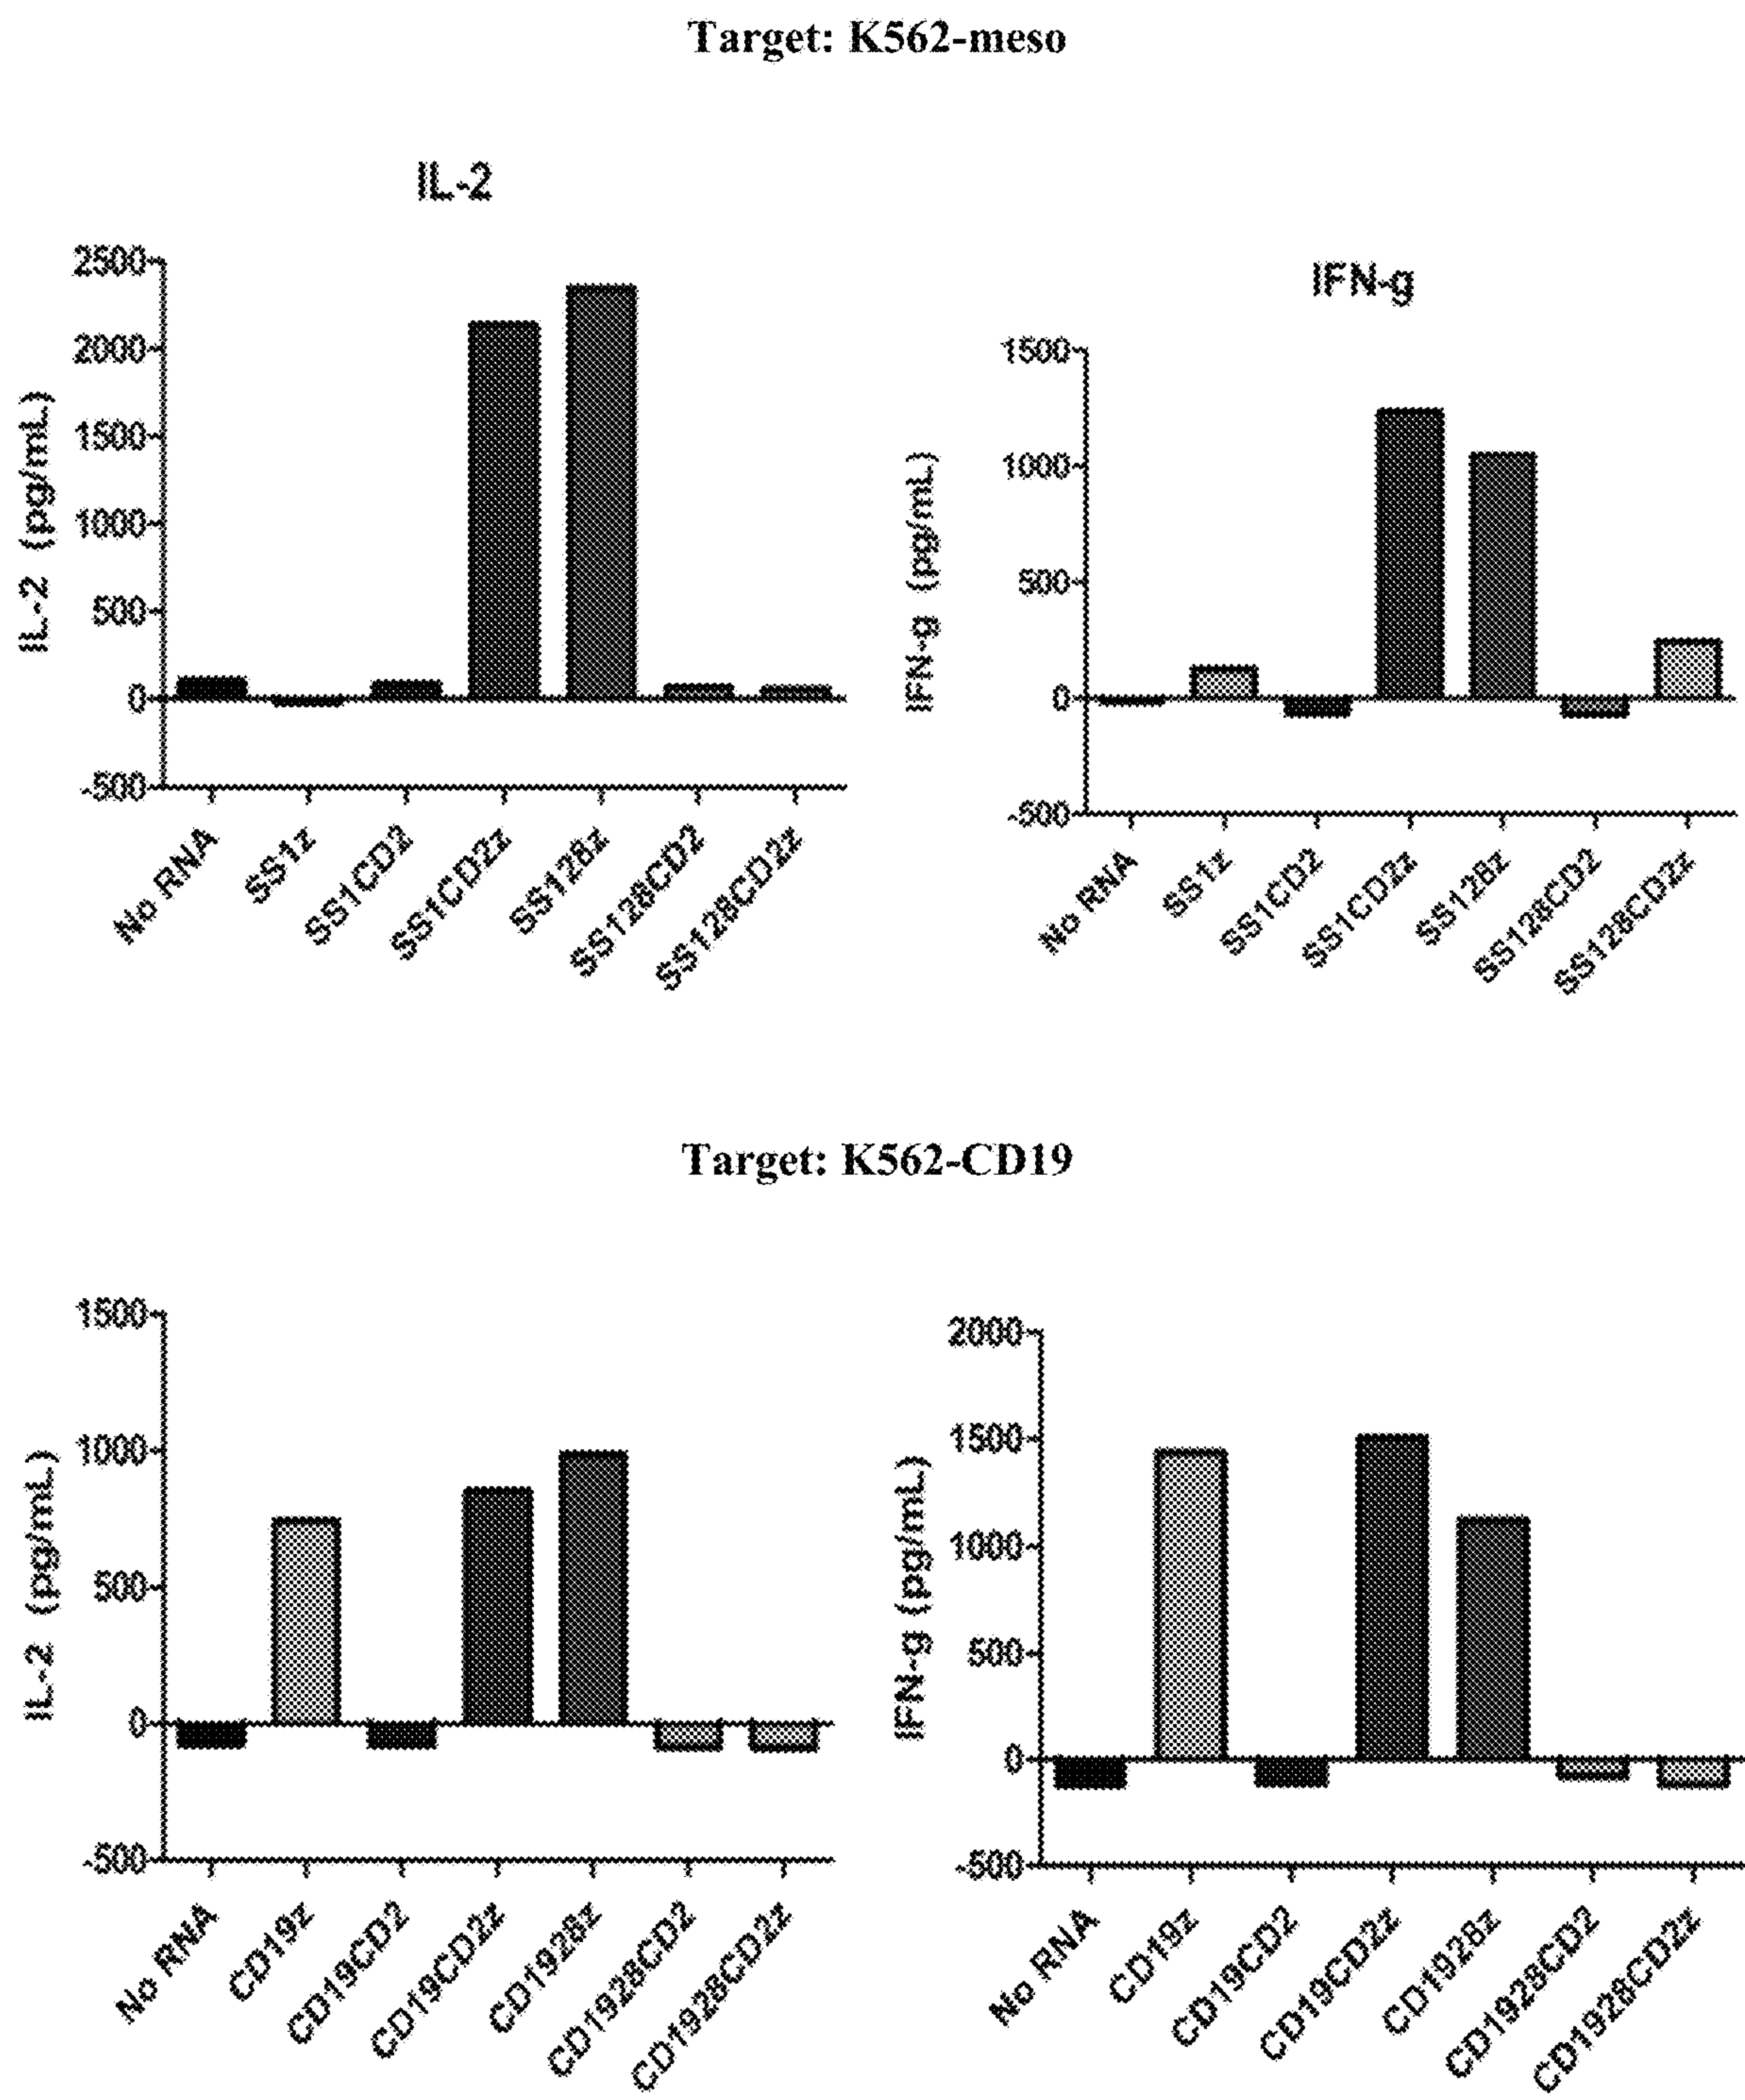 Target: K562-meso
IL-2
IL-2 (pg/mL)
2500
2000
1500
1000
500
0
-500
No RNA
SS1z
SS1CD2
SS1CD2z
SS128z
SS128CD2
SS128CD2z
IFN-g
IFN-g (pg/mL)
1500
1000
500
0
-500
No RNA
SS1z
SS1CD2
SS1CD2z
SS128z
SS128CD2
SS128CD2z
Target: K562-CD19
IL-2 (pg/mL)
1500
1000
500
0
-500
No RNA
CD19z
CD19CD2
CD19CD2z
CD1928z
CD1928CD2
CD1928CD2z
IFN-g (pg/mL)
2000
1500
1000
500
0
-500
No RNA
CD19z
CD19CD2
CD19CD2z
CD1928z
CD1928CD2
CD1928CD2z